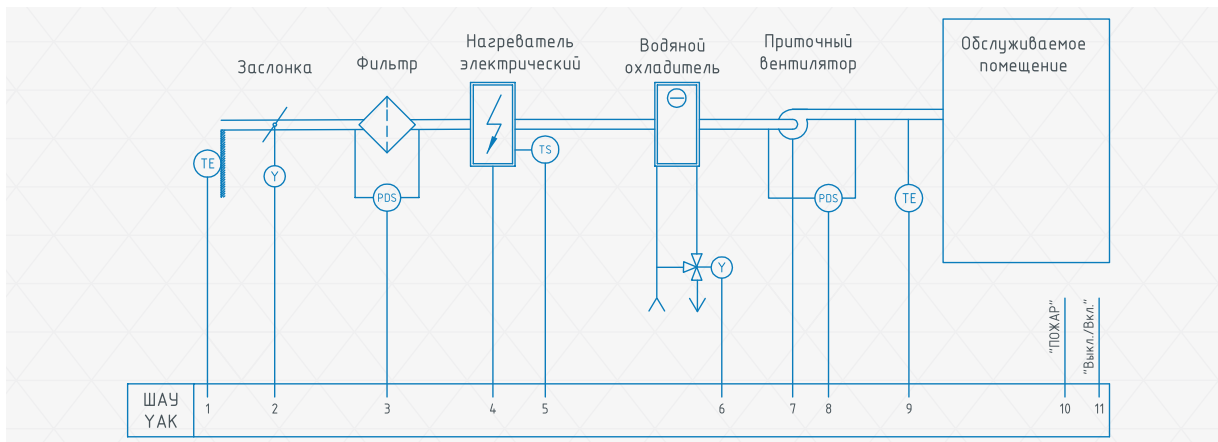 Заслонка
Фильтр
Нагреватель
электрический
Водяной
охладитель
Приточный
вентилятор
Обслуживаемое
помещение
TE
Y
PDS
TS
Y
PDS
TE
"ПОЖАР"
"Выкл./Вкл."
ШАУ
YAK
1
2
3
4
5
6
7
8
9
10
11